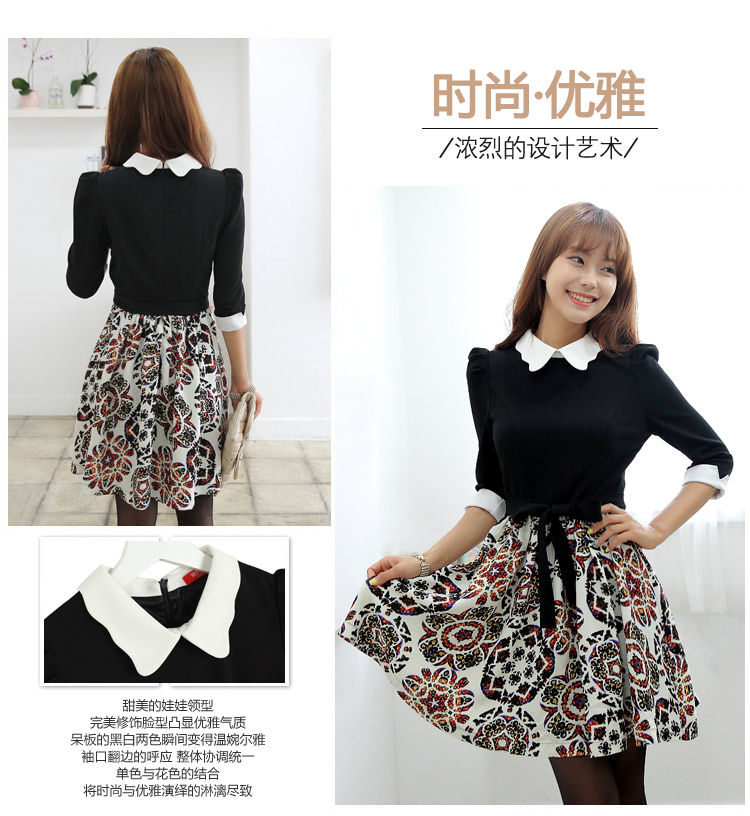 时尚·优雅
/浓烈的设计艺术/
甜美的娃娃领型
完美修饰脸型凸显优雅气质
呆板的黑白两色瞬间变得温婉尔雅
袖口翻边的呼应 整体协调统一
单色与花色的结合
将时尚与优雅演绎的淋漓尽致